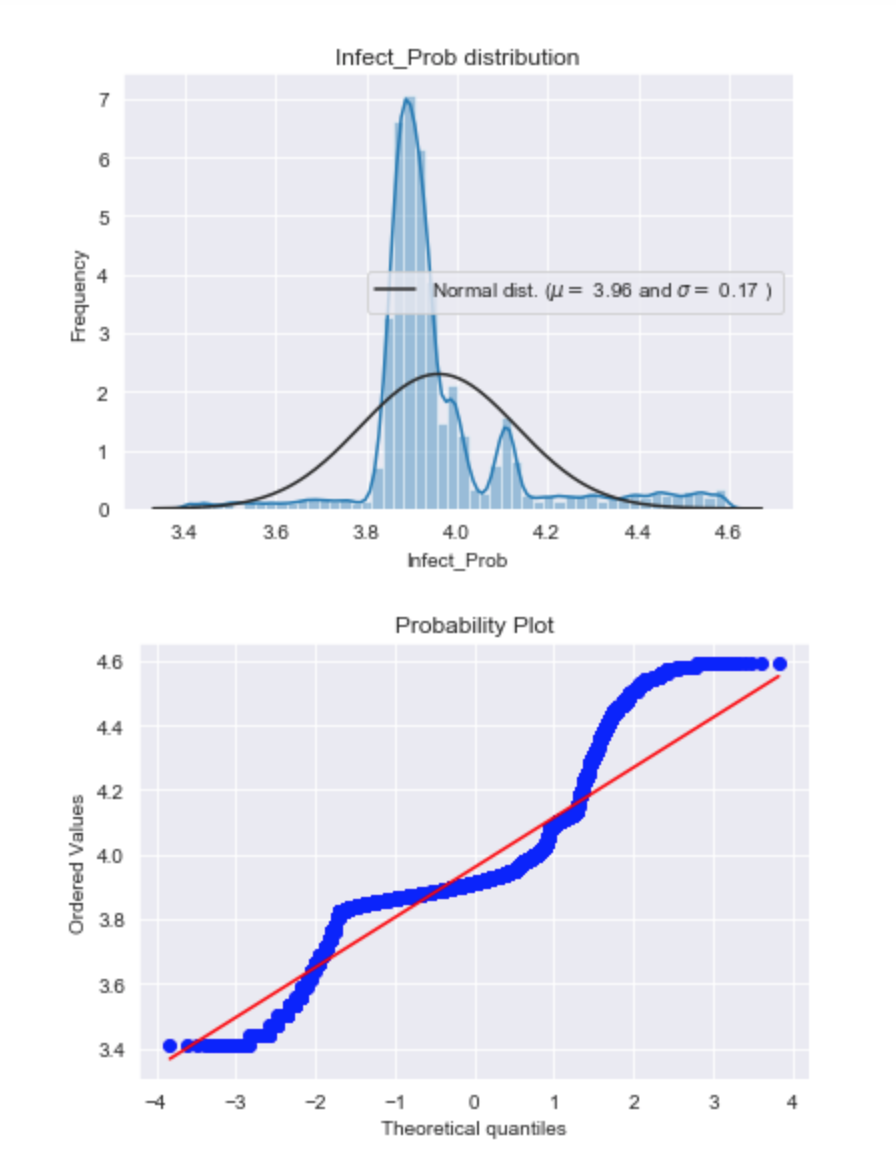 Infect_Prob distribution
7
6
5
4
3
2
1
0
Frequency
Normal dist. (μ = 3.96 and σ = 0.17 )
3.4 3.6 3.8 4.0 4.2 4.4 4.6
Infect_Prob
Probability Plot
4.6
4.4
4.2
4.0
3.8
3.6
3.4
Ordered Values
−4 −3 −2 −1 0 1 2 3 4
Theoretical quantiles